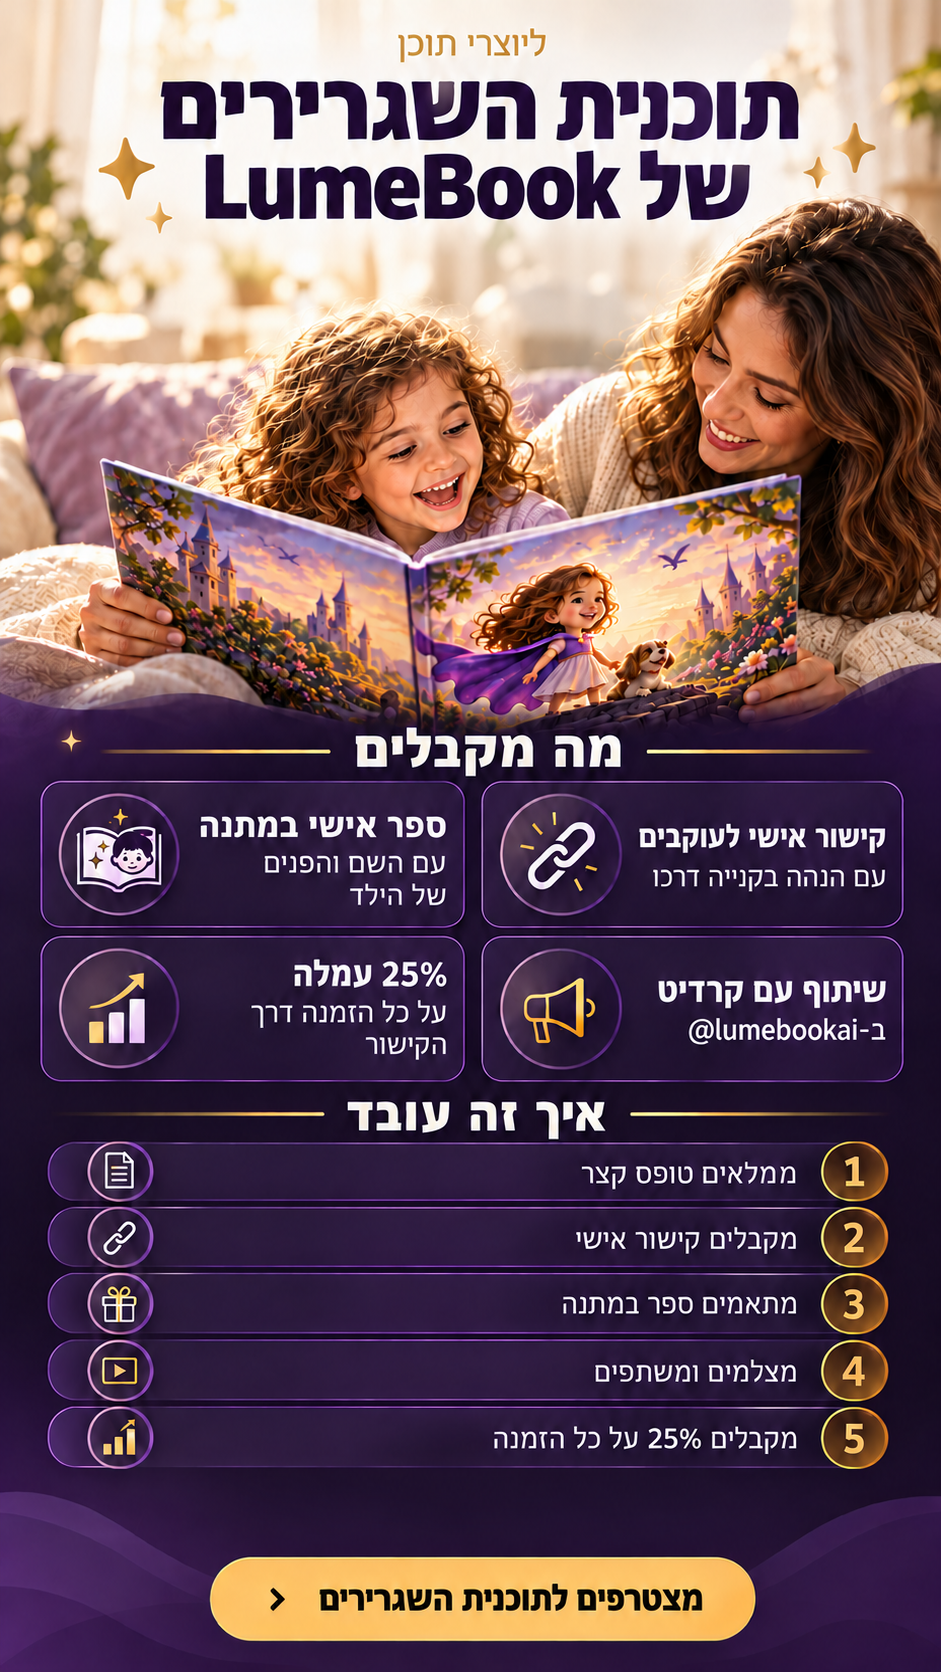 ליוצרי תוכן
תוכנית השגרירים
של LumeBook
מה מקבלים
קישור אישי לעוקבים
עם הנהה בקנייה דרכו
ספר אישי במתנה
עם השם והפנים
של הילד
שיתוף עם קרדיט
ב-@lumebookai
25% עמלה
על כל הזמנה דרך
הקישור
איך זה עובד
1 ממלאים טופס קצר
2 מקבלים קישור אישי
3 מתאמים ספר במתנה
4 מצלמים ומשתפים
5 מקבלים 25% על כל הזמנה
מצטרפים לתוכנית השגרירים